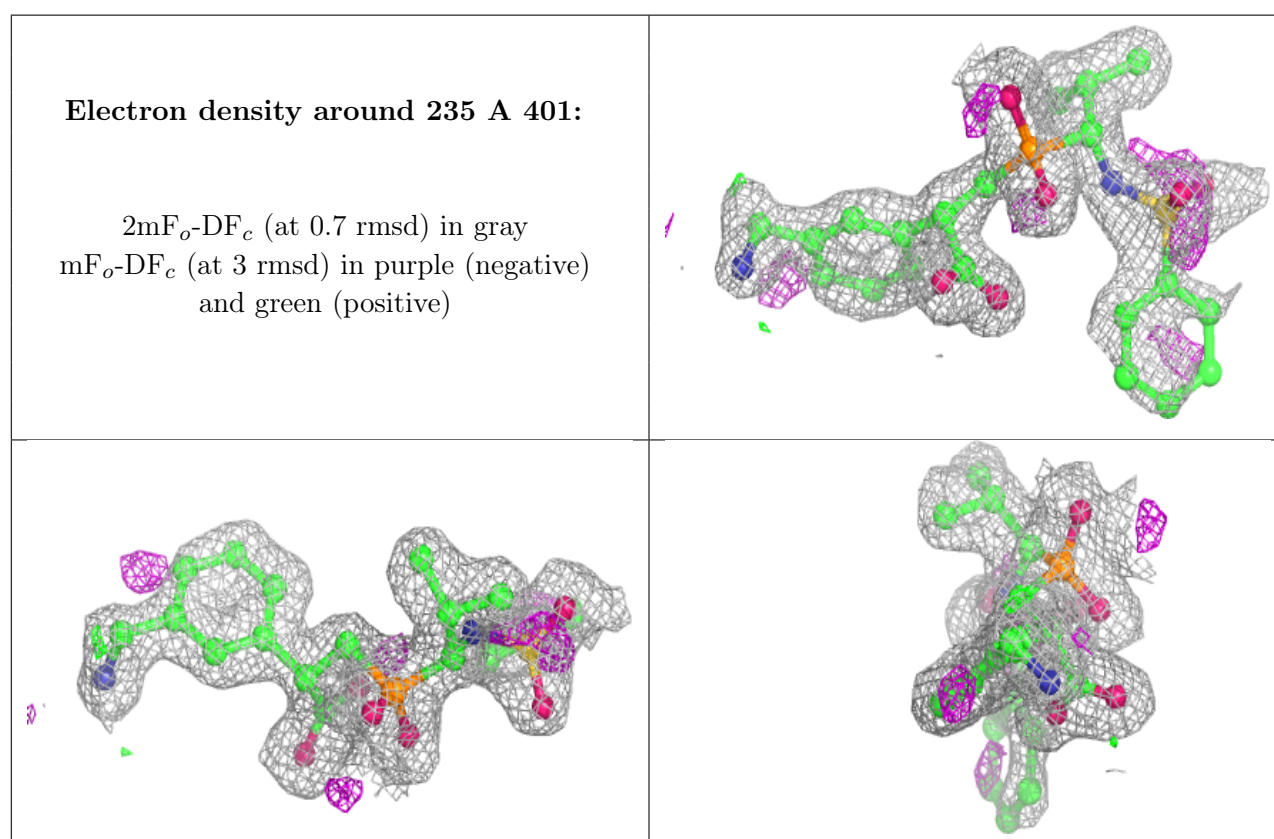 Electron density around 235 A 401:
2mFₒ-DF𝒸 (at 0.7 rmsd) in gray
mFₒ-DF𝒸 (at 3 rmsd) in purple (negative)
and green (positive)